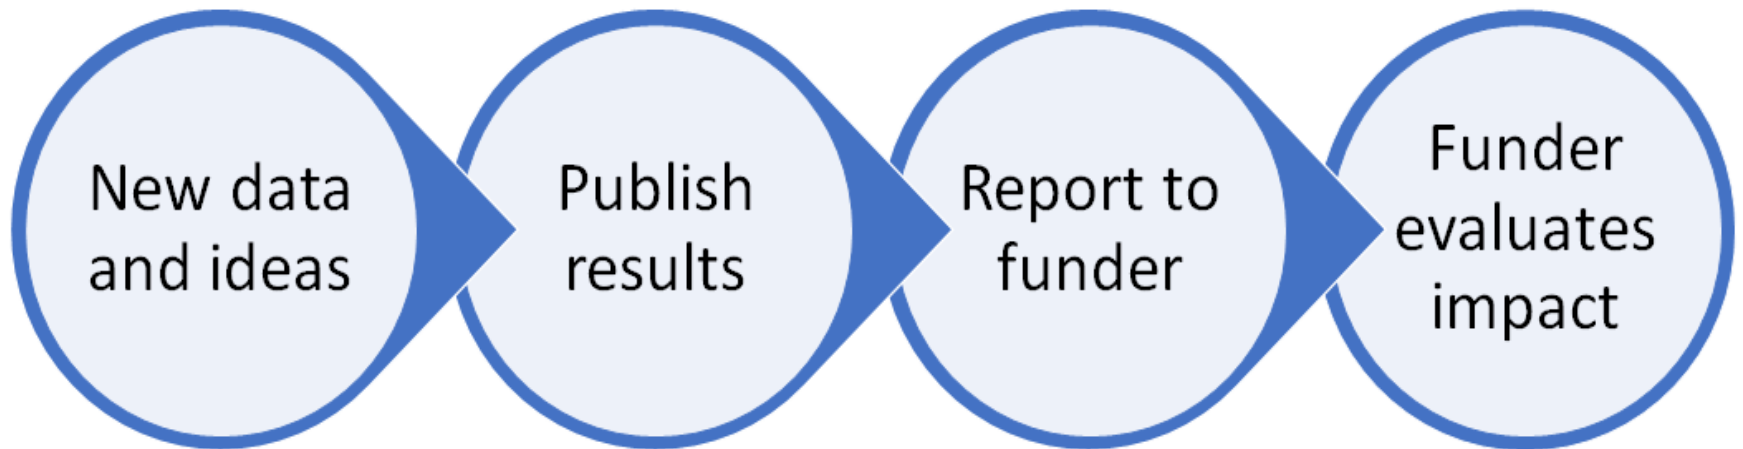 New data
and ideas
Publish
results
Report to
funder
Funder
evaluates
impact